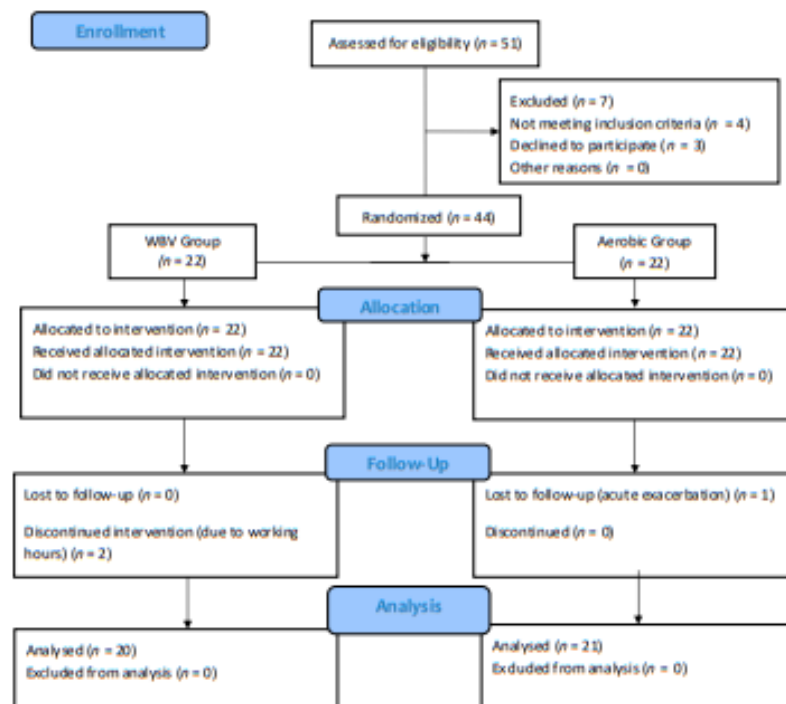 Enrollment
Assessed for eligibility (n = 51)
Excluded (n = 7)
Not meeting inclusion criteria (n = 4)
Declined to participate (n = 3)
Other reasons (n = 0)
Randomized (n = 44)
WBV Group
(n = 22)
Aerobic Group
(n = 22)
Allocation
Allocated to intervention (n = 22)
Received allocated intervention (n = 22)
Did not receive allocated intervention (n = 0)
Allocated to intervention (n = 22)
Received allocated intervention (n = 22)
Did not receive allocated intervention (n = 0)
Follow-Up
Lost to follow-up (n = 0)
Discontinued intervention (due to working
hours) (n = 2)
Lost to follow-up (acute exacerbation) (n = 1)
Discontinued (n = 0)
Analysis
Analysed (n = 20)
Excluded from analysis (n = 0)
Analysed (n = 21)
Excluded from analysis (n = 0)